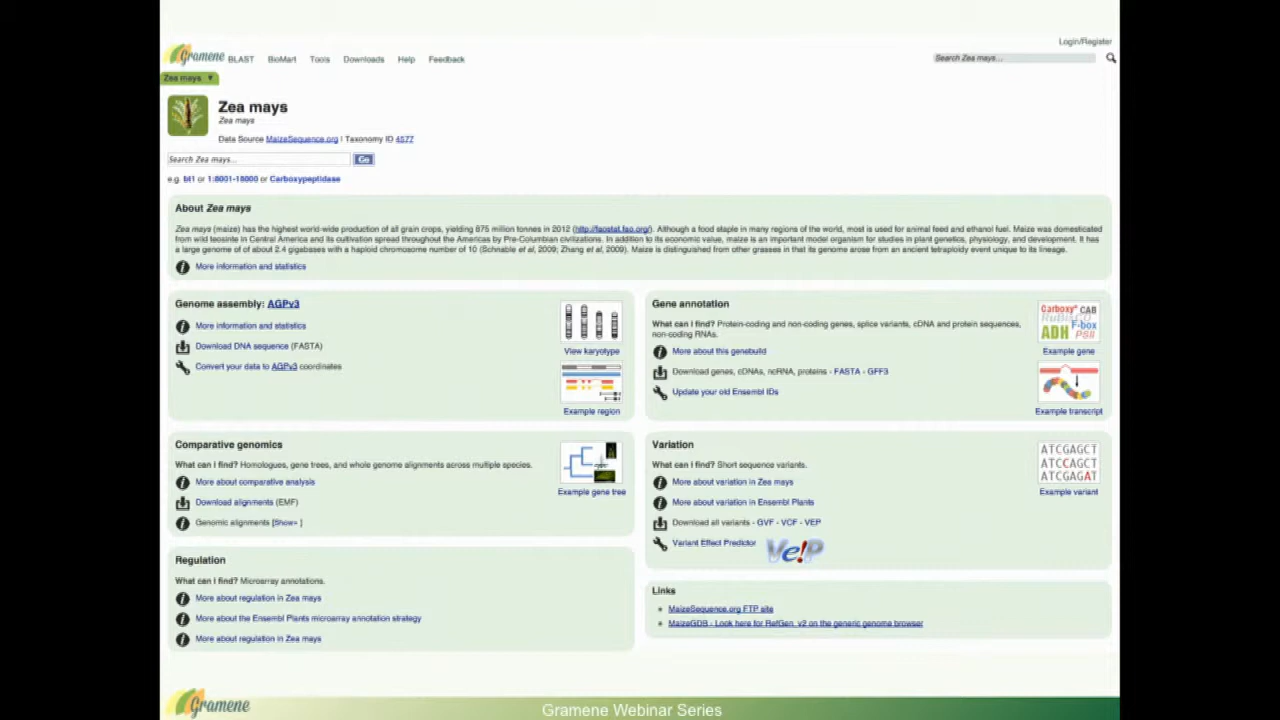 Login/Register
Gramene BLAST BioMart Tools Downloads Help Feedback
Search Zea mays...
Zea mays ▼
Zea mays
Zea mays
Data Source MaizeSequence.org | Taxonomy ID 4577
Search Zea mays... Go
e.g. bt1 or 1:8001-18000 or Carboxypeptidase
About Zea mays
Zea mays (maize) has the highest world-wide production of all grain crops, yielding 875 million tonnes in 2012 (http://faostat.fao.org/). Although a food staple in many regions of the world, most is used for animal feed and ethanol fuel. Maize was domesticated
from wild teosinte in Central America and its cultivation spread throughout the Americas by Pre-Columbian civilizations. In addition to its economic value, maize is an important model organism for studies in plant genetics, physiology, and development. It has
a large genome of of about 2.4 gigabases with a haploid chromosome number of 10 (Schnable et al, 2009; Zhang et al, 2009). Maize is distinguished from other grasses in that its genome arose from an ancient tetraploidy event unique to its lineage.
More information and statistics
Genome assembly: AGPv3
More information and statistics
Download DNA sequence (FASTA)
Convert your data to AGPv3 coordinates
View karyotype
Example region
Gene annotation
What can I find? Protein-coding and non-coding genes, splice variants, cDNA and protein sequences,
non-coding RNAs.
More about this genebuild
Download genes, cDNAs, ncRNA, proteins - FASTA - GFF3
Update your old Ensembl IDs
Carboxy* CAB
RuBisCO
ADH F-box
PSII
Example gene
Example transcript
Comparative genomics
What can I find? Homologues, gene trees, and whole genome alignments across multiple species.
More about comparative analysis
Download alignments (EMF)
Genomic alignments [Show+ ]
Example gene tree
Variation
What can I find? Short sequence variants.
More about variation in Zea mays
More about variation in Ensembl Plants
Download all variants - GVF - VCF - VEP
Variant Effect Predictor Ve!P
ATCGAGCT
ATCCAGCT
ATCGAGAT
Example variant
Regulation
What can I find? Microarray annotations.
More about regulation in Zea mays
More about the Ensembl Plants microarray annotation strategy
More about regulation in Zea mays
Links
MaizeSequence.org FTP site
MaizeGDB - Look here for RefGen_v2 on the generic genome browser
Gramene
Gramene Webinar Series